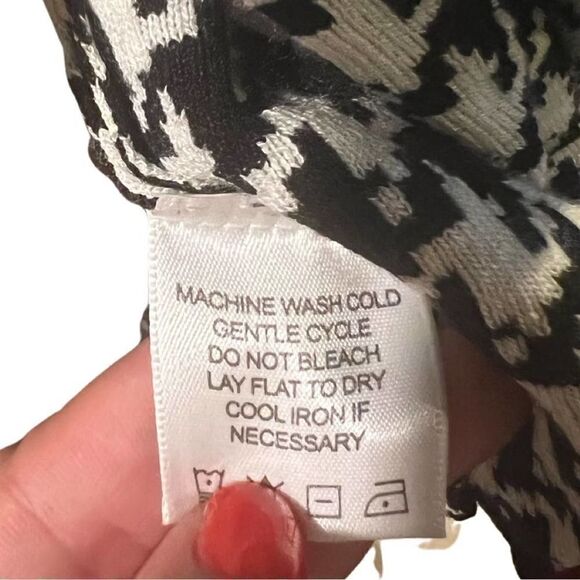 MACHINE WASH COLD
GENTLE CYCLE
DO NOT BLEACH
LAY FLAT TO DRY
COOL IRON IF
NECESSARY